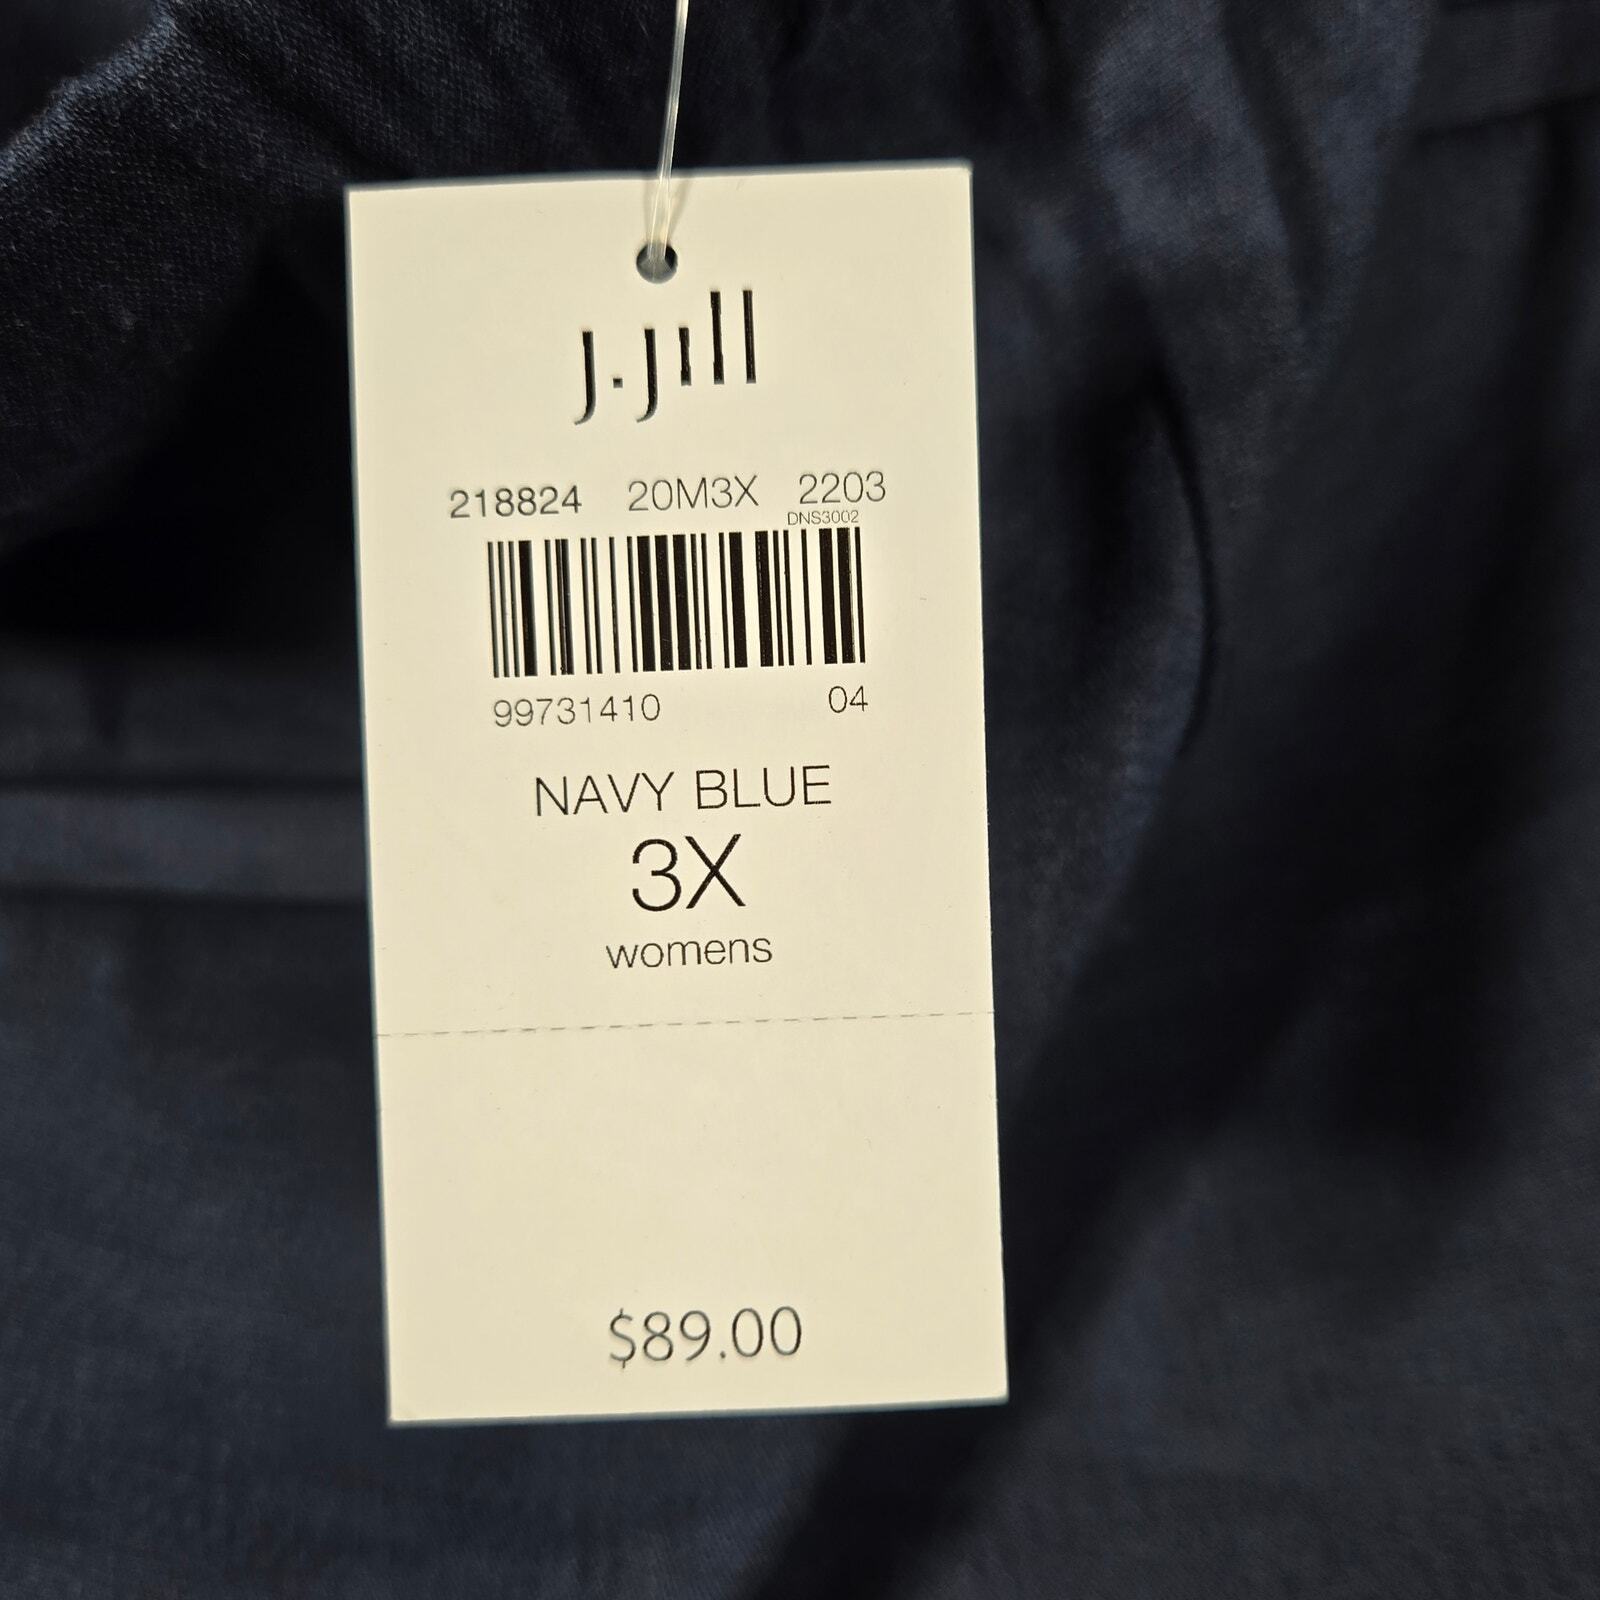 J.Jill
218824 20M3X 2203
DNS3002
99731410 04
NAVY BLUE
3X
womens
$89.00